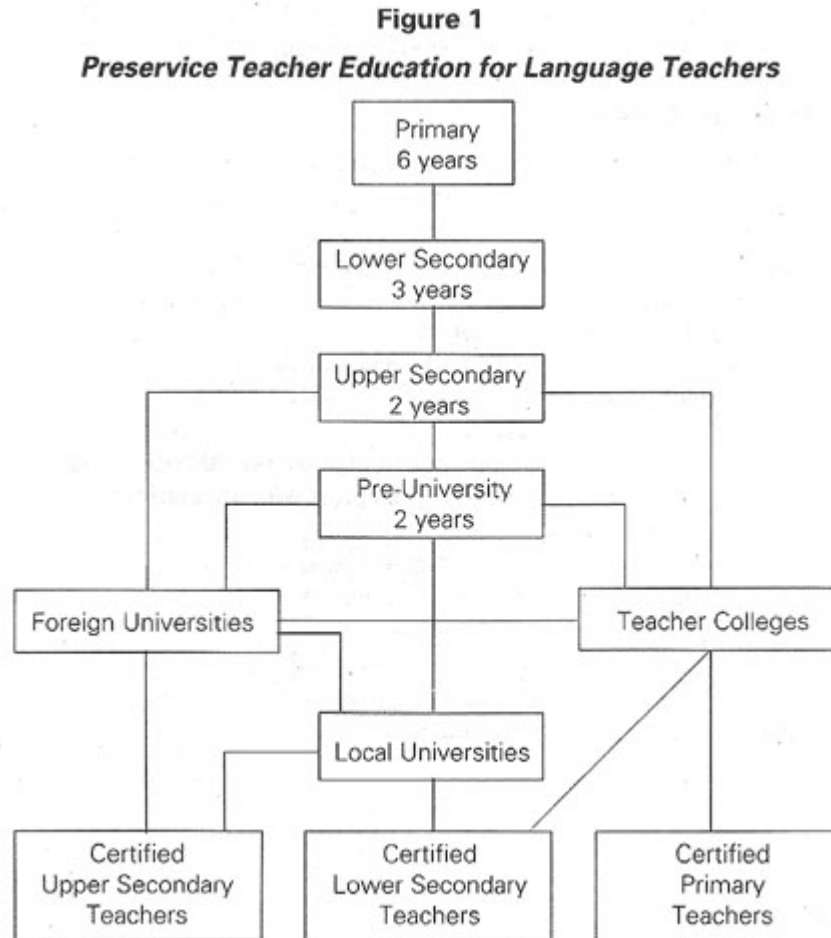 Figure 1
Preservice Teacher Education for Language Teachers
Primary
6 years
Lower Secondary
3 years
Upper Secondary
2 years
Pre-University
2 years
Foreign Universities
Teacher Colleges
Local Universities
Certified
Upper Secondary
Teachers
Certified
Lower Secondary
Teachers
Certified
Primary
Teachers